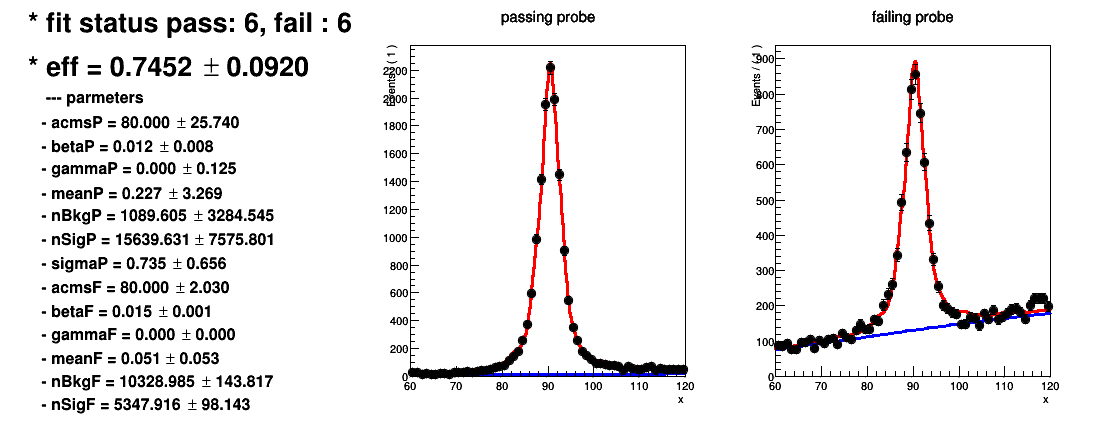 * fit status pass: 6, fail : 6
* eff = 0.7452 ± 0.0920
--- parmeters
- acmsP = 80.000 ± 25.740
- betaP = 0.012 ± 0.008
- gammaP = 0.000 ± 0.125
- meanP = 0.227 ± 3.269
- nBkgP = 1089.605 ± 3284.545
- nSigP = 15639.631 ± 7575.801
- sigmaP = 0.735 ± 0.656
- acmsF = 80.000 ± 2.030
- betaF = 0.015 ± 0.001
- gammaF = 0.000 ± 0.000
- meanF = 0.051 ± 0.053
- nBkgF = 10328.985 ± 143.817
- nSigF = 5347.916 ± 98.143
passing probe
Events / ( 1 )
2200
2000
1800
1600
1400
1200
1000
800
600
400
200
0
60 70 80 90 100 110 120
x
failing probe
Events / ( 1 )
900
800
700
600
500
400
300
200
100
0
60 70 80 90 100 110 120
x